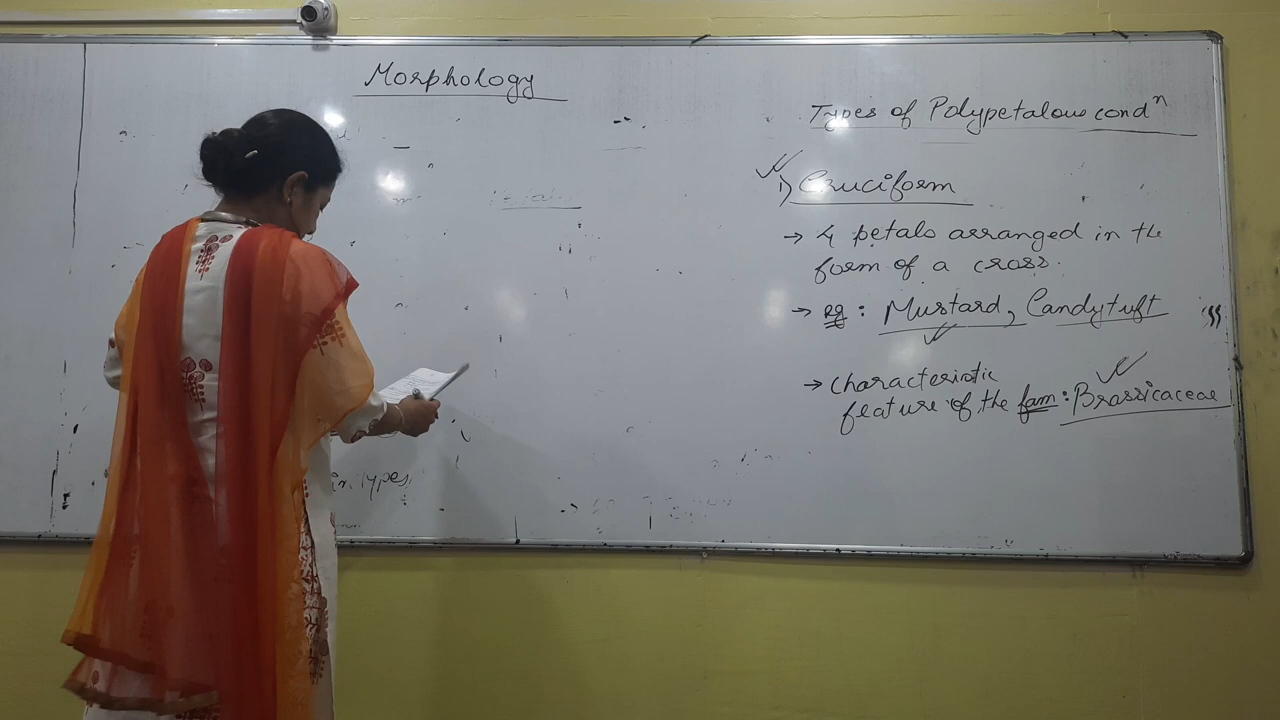 Morphology
Types of Polypetalous condⁿ
1) Cruciform
→ 4 petals arranged in the
form of a cross.
→ eg: Mustard, Candytuft
→ Characteristic
feature of the fam: Brassicaceae
Types